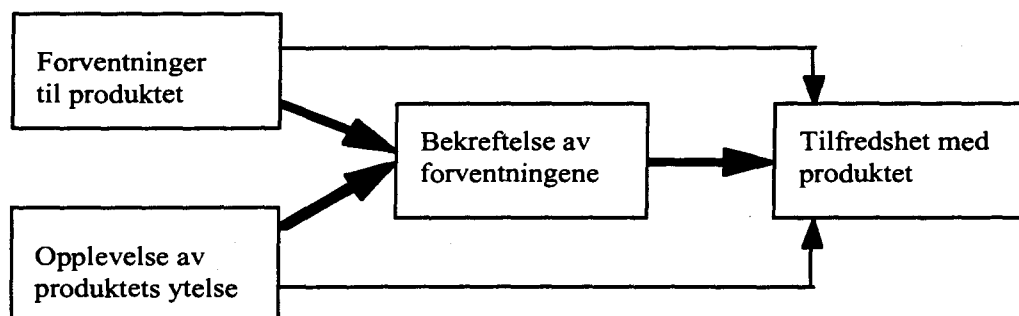 Forventninger
til produktet
Bekreftelse av
forventningene
Tilfredshet med
produktet
Opplevelse av
produktets ytelse